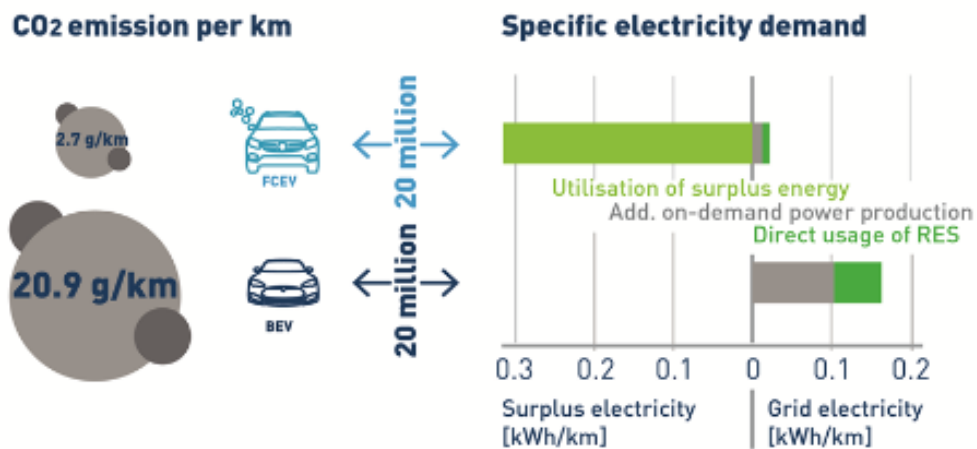 CO2 emission per km
Specific electricity demand
2.7 g/km
FCEV
20 million
Utilisation of surplus energy
Add. on-demand power production
Direct usage of RES
20.9 g/km
BEV
20 million
0.3 0.2 0.1 0 0.1 0.2
Surplus electricity
[kWh/km]
Grid electricity
[kWh/km]